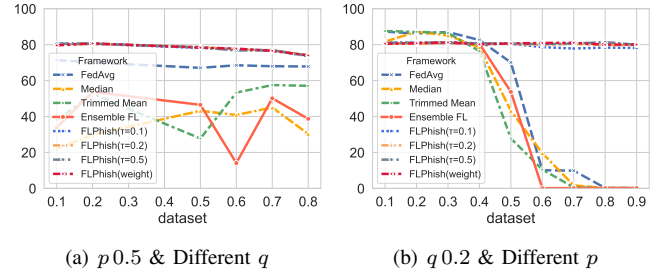 100
80
60
40
20
0
Framework
FedAvg
Median
Trimmed Mean
Ensemble FL
FLPhish(τ=0.1)
FLPhish(τ=0.2)
FLPhish(τ=0.5)
FLPhish(weight)
0.1 0.2 0.3 0.4 0.5 0.6 0.7 0.8
dataset
(a) p 0.5 & Different q
100
80
60
40
20
0
Framework
FedAvg
Median
Trimmed Mean
Ensemble FL
FLPhish(τ=0.1)
FLPhish(τ=0.2)
FLPhish(τ=0.5)
FLPhish(weight)
0.1 0.2 0.3 0.4 0.5 0.6 0.7 0.8 0.9
dataset
(b) q 0.2 & Different p